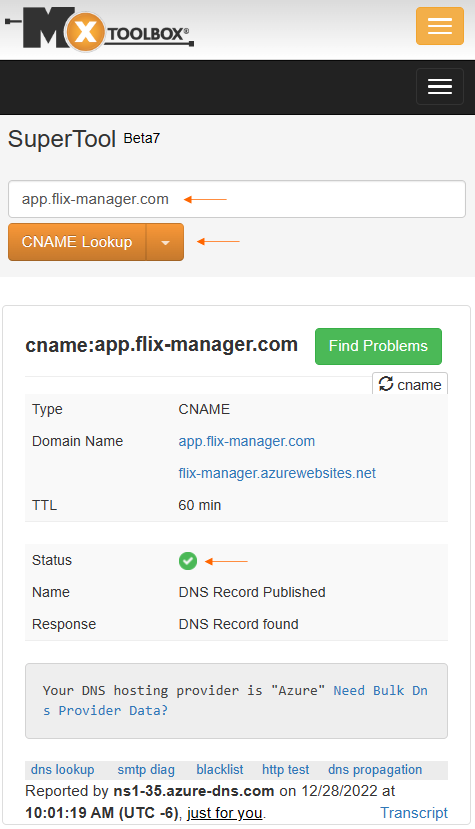 Mx TOOLBOX®
SuperTool Beta7
app.flix-manager.com
CNAME Lookup
cname:app.flix-manager.com Find Problems
cname
Type CNAME
Domain Name app.flix-manager.com
flix-manager.azurewebsites.net
TTL 60 min
Status
Name DNS Record Published
Response DNS Record found
Your DNS hosting provider is "Azure" Need Bulk Dn
s Provider Data?
dns lookup smtp diag blacklist http test dns propagation
Reported by ns1-35.azure-dns.com on 12/28/2022 at
10:01:19 AM (UTC -6), just for you. Transcript